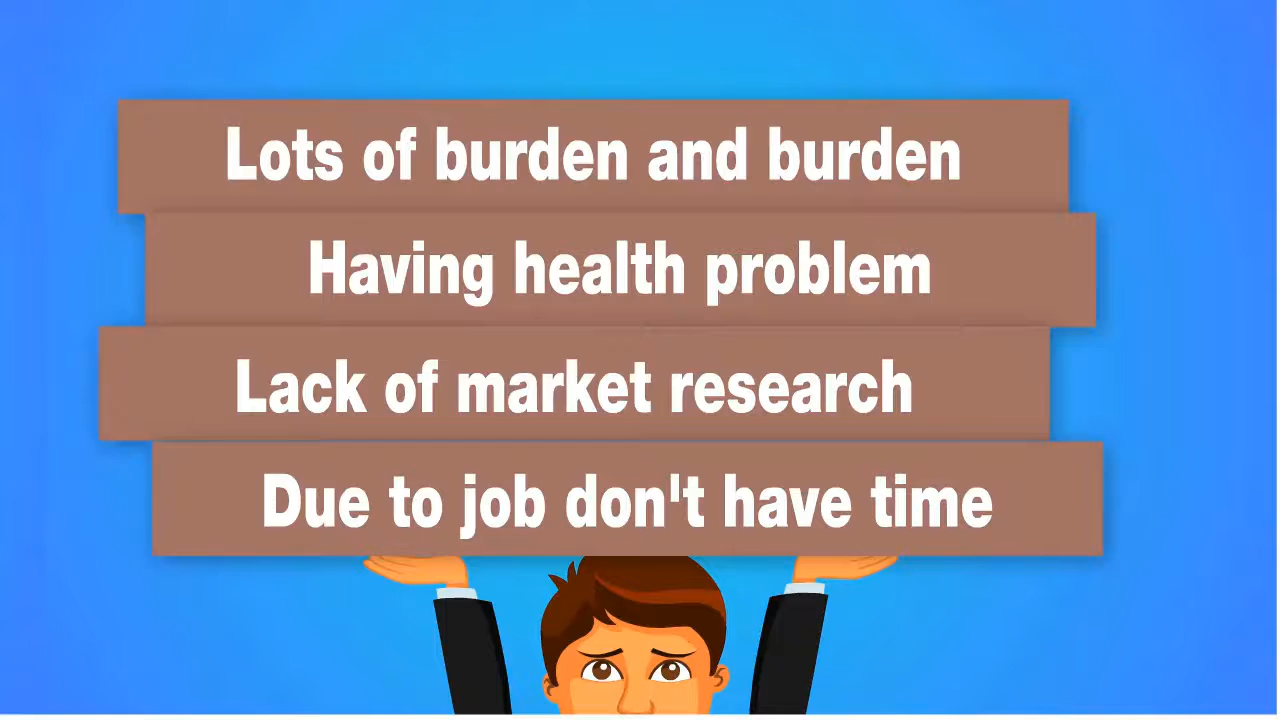 Lots of burden and burden
Having health problem
Lack of market research
Due to job don't have time